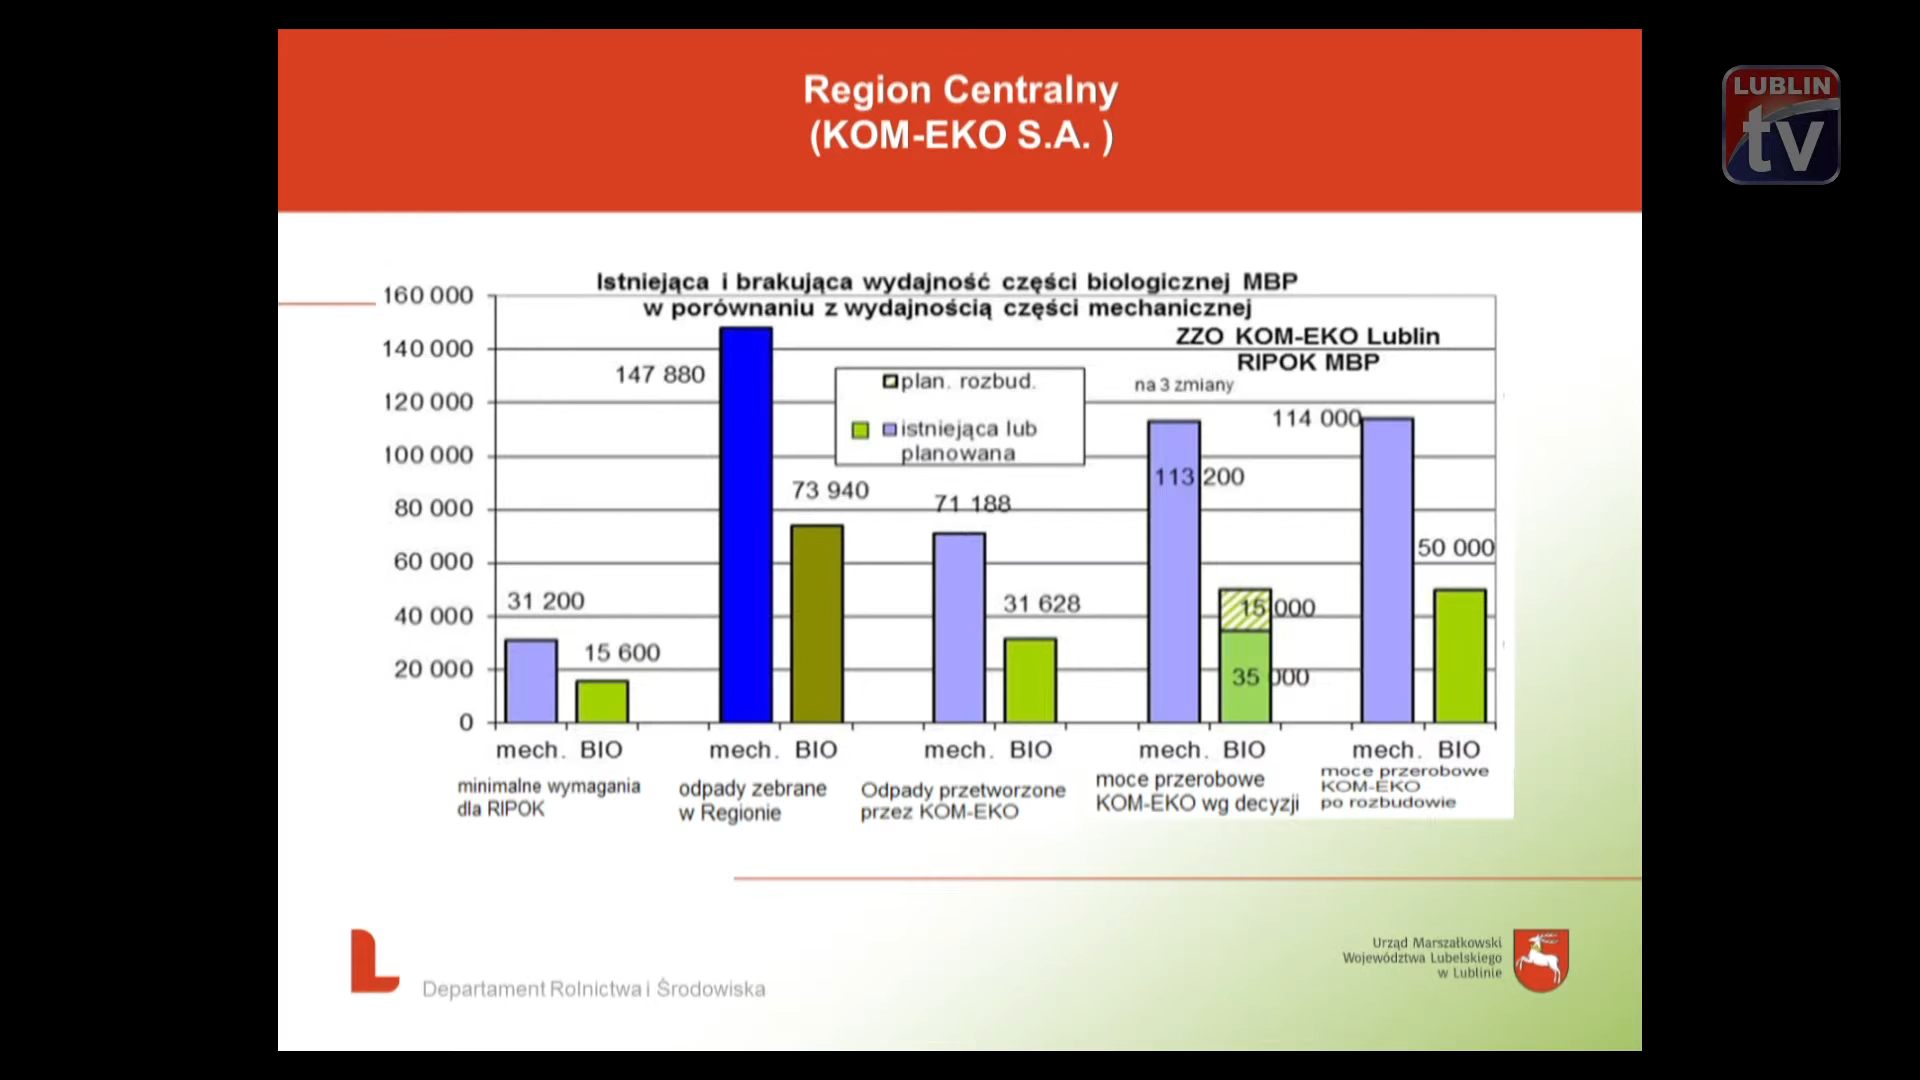 Region Centralny
(KOM-EKO S.A. )
LUBLIN
tv
Istniejąca i brakująca wydajność części biologicznej MBP
w porównaniu z wydajnością części mechanicznej
ZZO KOM-EKO Lublin
RIPOK MBP
na 3 zmiany
160 000
140 000
120 000
100 000
80 000
60 000
40 000
20 000
0
plan. rozbud.
istniejąca lub
planowana
31 200
15 600
147 880
73 940
71 188
31 628
113 200
15 000
35 000
114 000
50 000
mech. BIO
mech. BIO
mech. BIO
mech. BIO
mech. BIO
minimalne wymagania
dla RIPOK
odpady zebrane
w Regionie
Odpady przetworzone
przez KOM-EKO
moce przerobowe
KOM-EKO wg decyzji
moce przerobowe
KOM-EKO
po rozbudowie
Departament Rolnictwa i Środowiska
Urząd Marszałkowski
Województwa Lubelskiego
w Lublinie